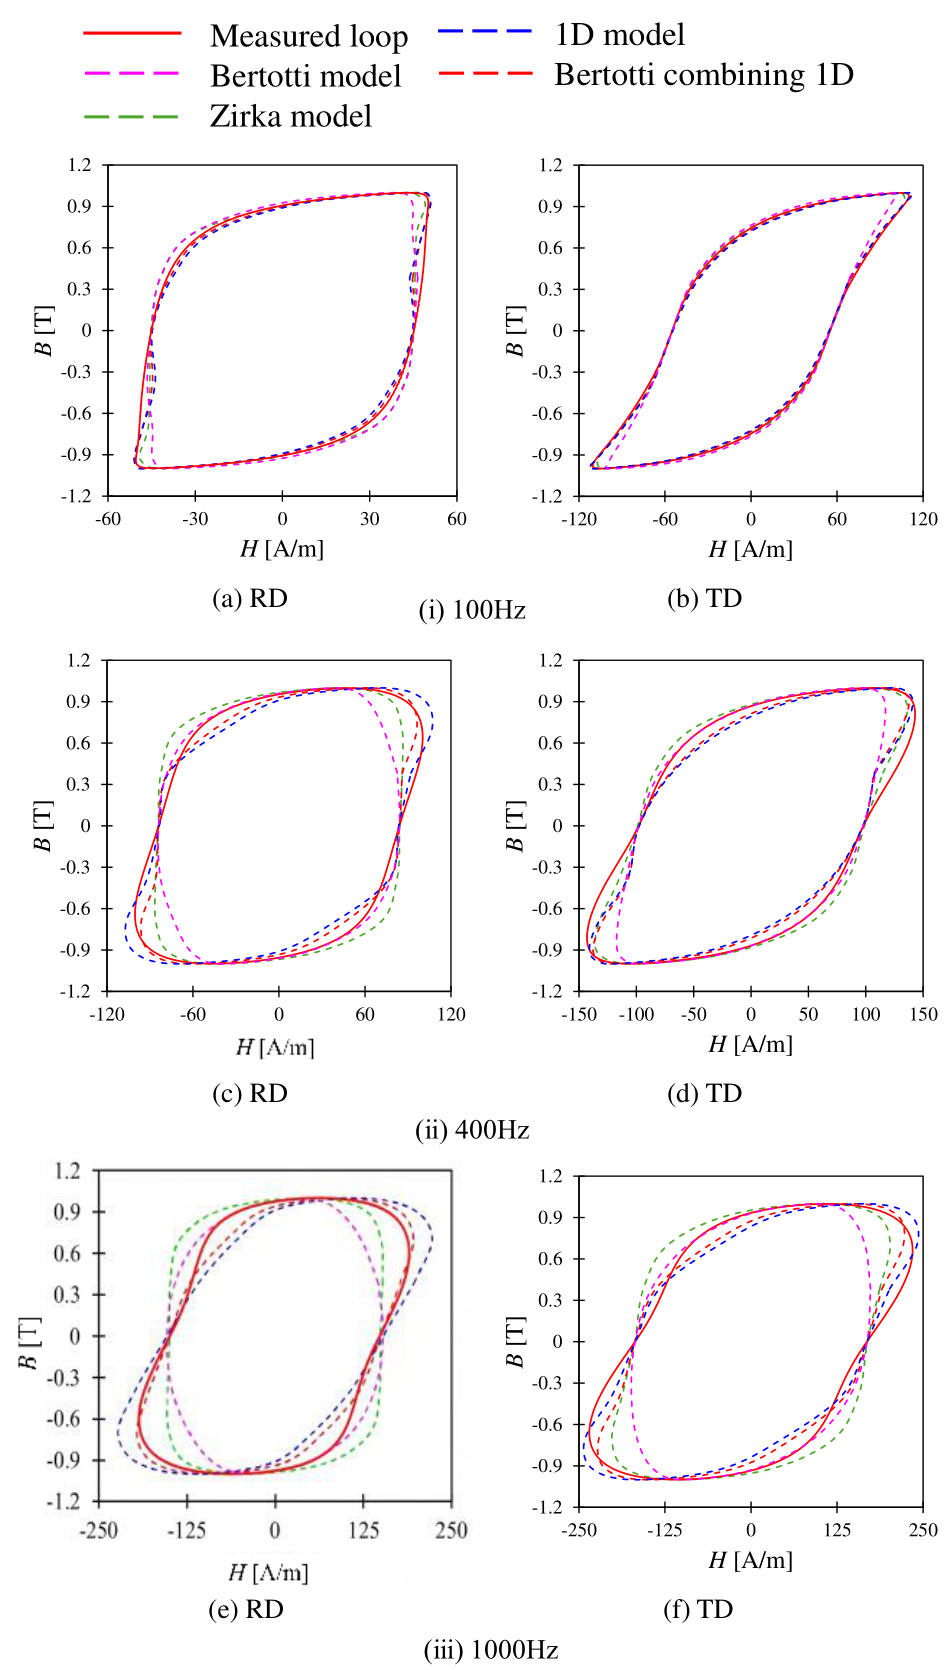 Measured loop
1D model
Bertotti model
Bertotti combining 1D
Zirka model
1.2
0.9
0.6
0.3
0
-0.3
-0.6
-0.9
-1.2
B [T]
-60 -30 0 30 60
H [A/m]
(a) RD
1.2
0.9
0.6
0.3
0
-0.3
-0.6
-0.9
-1.2
B [T]
-120 -60 0 60 120
H [A/m]
(b) TD
(i) 100Hz
1.2
0.9
0.6
0.3
0
-0.3
-0.6
-0.9
-1.2
B [T]
-120 -60 0 60 120
H [A/m]
(c) RD
1.2
0.9
0.6
0.3
0
-0.3
-0.6
-0.9
-1.2
B [T]
-150 -100 -50 0 50 100 150
H [A/m]
(d) TD
(ii) 400Hz
1.2
0.9
0.6
0.3
0
-0.3
-0.6
-0.9
-1.2
B [T]
-250 -125 0 125 250
H [A/m]
(e) RD
1.2
0.9
0.6
0.3
0
-0.3
-0.6
-0.9
-1.2
B [T]
-250 -125 0 125 250
H [A/m]
(f) TD
(iii) 1000Hz